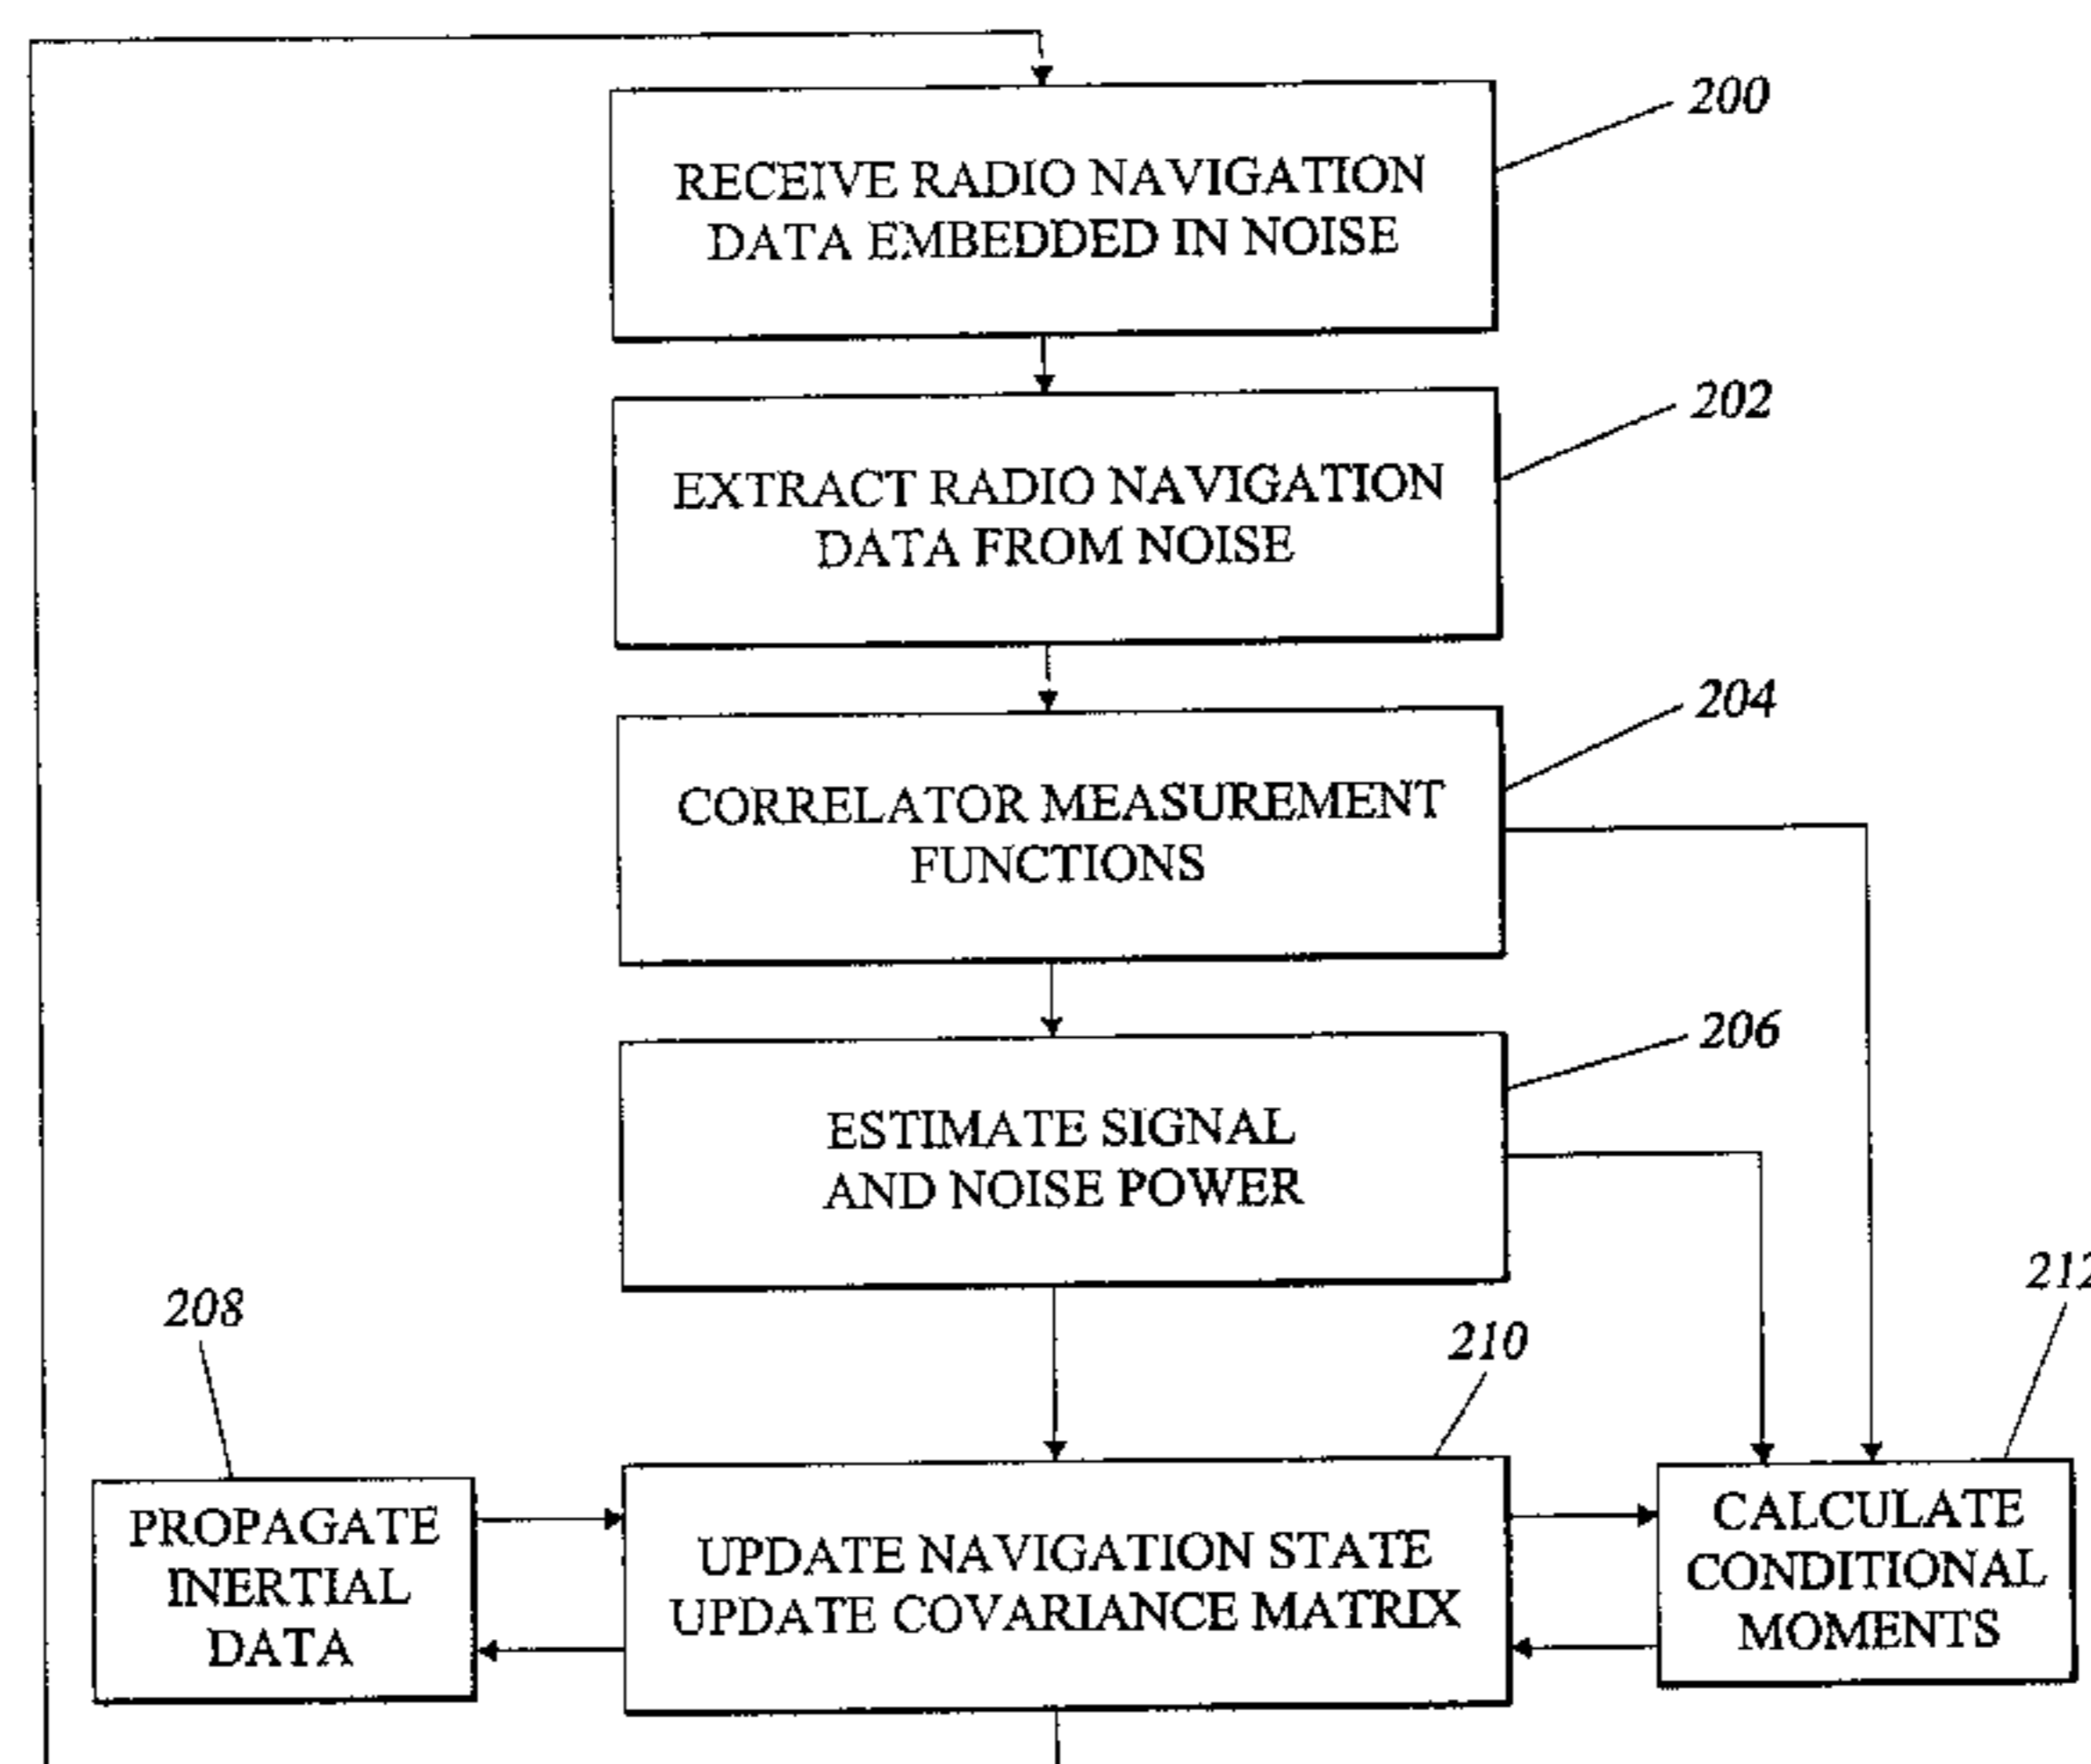 200
RECEIVE RADIO NAVIGATION
DATA EMBEDDED IN NOISE
202
EXTRACT RADIO NAVIGATION
DATA FROM NOISE
204
CORRELATOR MEASUREMENT
FUNCTIONS
206
ESTIMATE SIGNAL
AND NOISE POWER
208
210
212
PROPAGATE
INERTIAL
DATA
UPDATE NAVIGATION STATE
UPDATE COVARIANCE MATRIX
CALCULATE
CONDITIONAL
MOMENTS